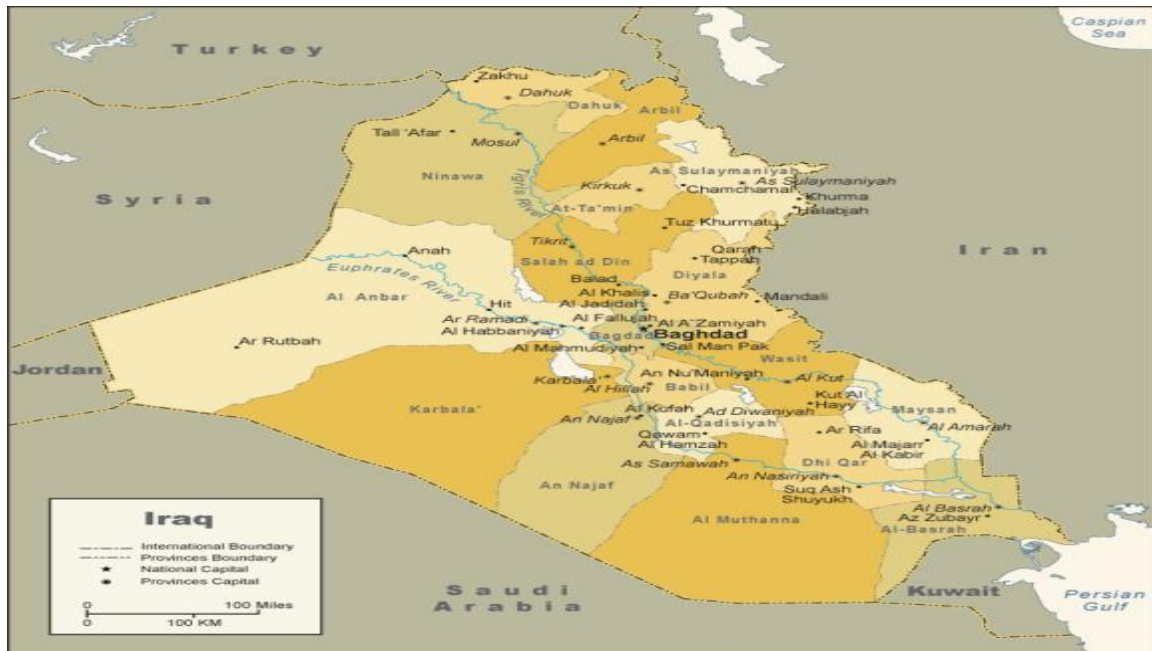 Caspian
Sea
Turkey
Zakhu
Dahuk
Dahuk
Arbil
Tall 'Afar
Mosul
Arbil
Ninawa
As Sulaymaniyah
As Sulaymaniyah
Kirkuk
Chamchamal
Khurma
Halabjah
Syria
Tigris River
At-Ta'min
Tuz Khurmatu
Iran
Tikrit
Qarah
Tappah
Anah
Salah ad Din
Diyala
Euphrates River
Balad
Al Khalis
Ba'Qubah
Mandali
Al Anbar
Hit
Al Jadidah
Ar Ramadi
Al Fallujah
Al A'Zamiyah
Al Habbaniyah
Bagdad
Baghdad
Ar Rutbah
Al Mahmudiyah
Sal Man Pak
Wasit
Jordan
Karbala'
An Nu'Maniyah
Al Kut
Al Hillah
Babil
Kut Al
Hayy
Karbala'
Al Kufah
Ad Diwaniyah
Maysan
An Najaf
Al-Qadisiyah
Al Amarah
Qawam
Al Hamzah
Ar Rifa
Al Majarr
Al Kabir
As Samawah
Dhi Qar
An Nasiriyah
An Najaf
Suq Ash
Shuyukh
Al Basrah
Az Zubayr
Al Muthanna
Al-Basrah
Iraq
International Boundary
Provinces Boundary
National Capital
Provinces Capital
0 100 Miles
0 100 KM
Saudi
Arabia
Kuwait
Persian
Gulf